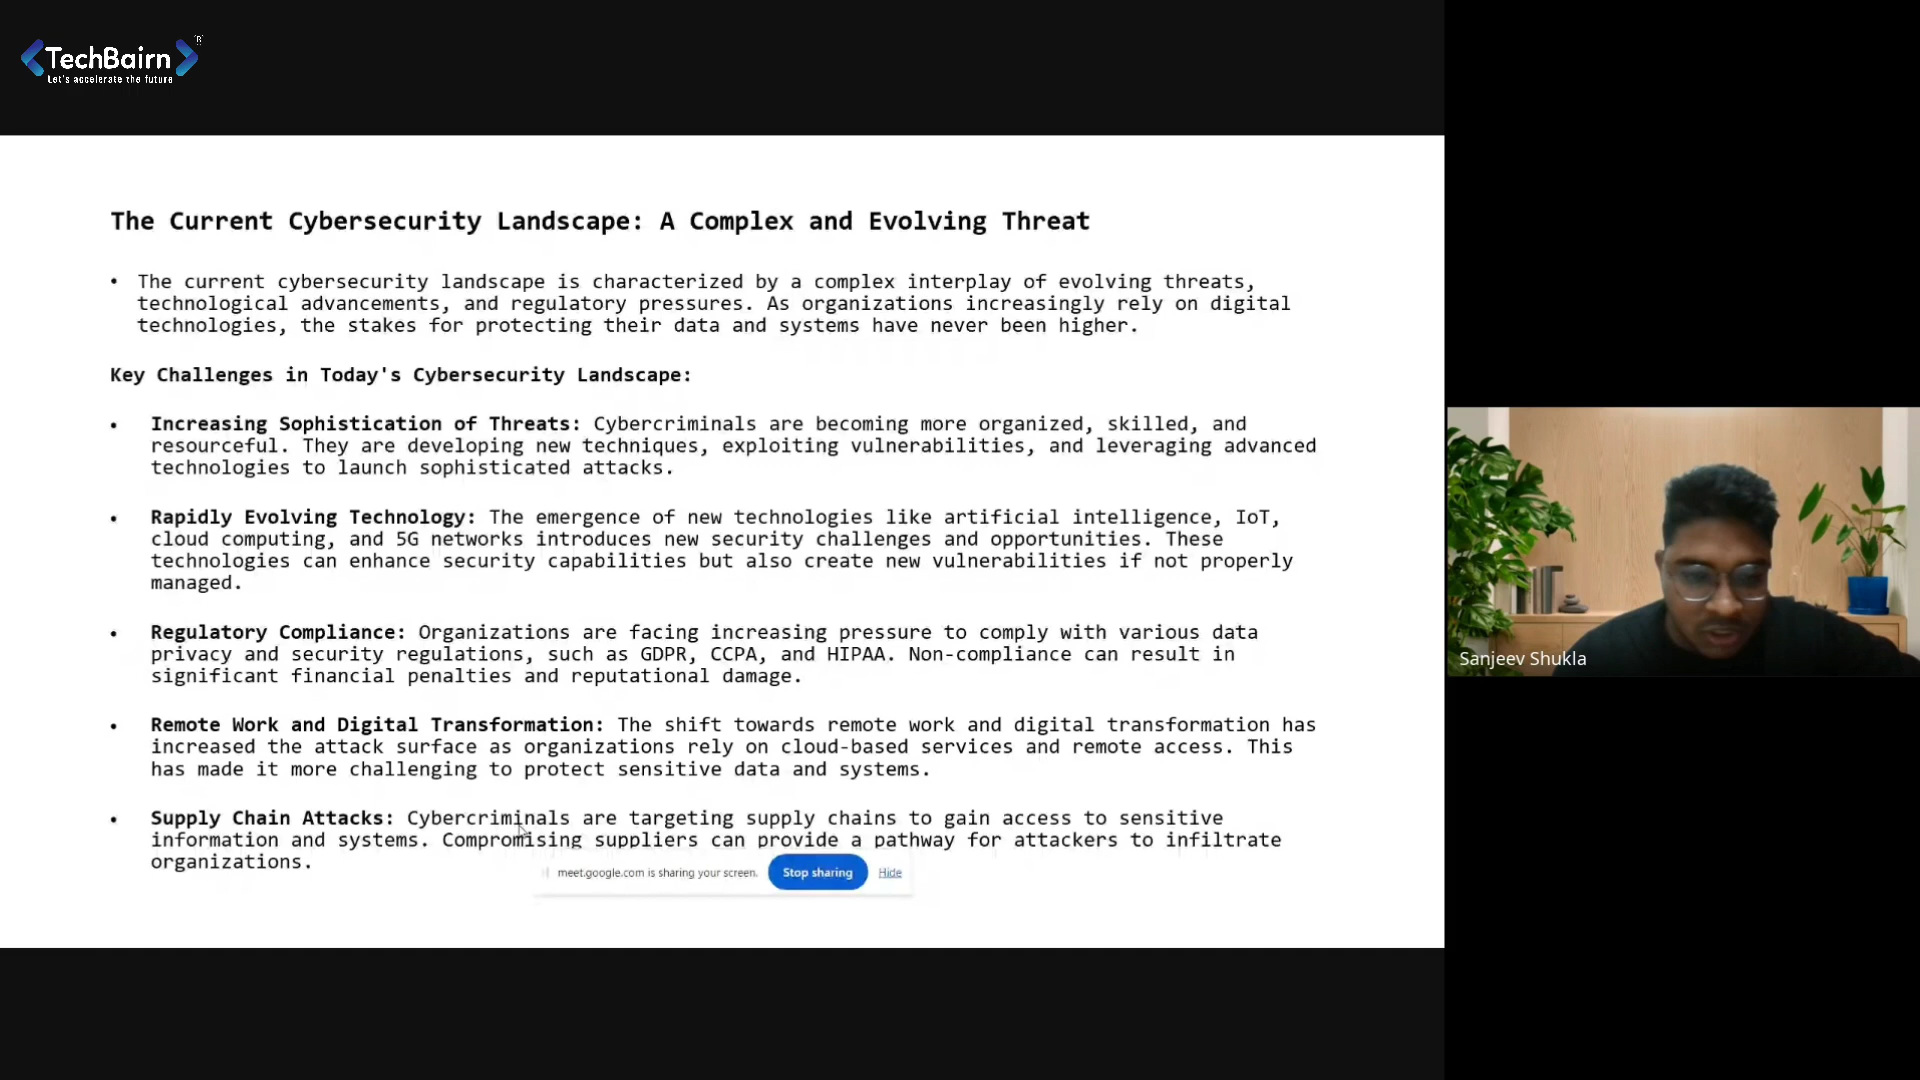 TechBairn
Let's accelerate the future
The Current Cybersecurity Landscape: A Complex and Evolving Threat
• The current cybersecurity landscape is characterized by a complex interplay of evolving threats,
technological advancements, and regulatory pressures. As organizations increasingly rely on digital
technologies, the stakes for protecting their data and systems have never been higher.
Key Challenges in Today's Cybersecurity Landscape:
• Increasing Sophistication of Threats: Cybercriminals are becoming more organized, skilled, and
resourceful. They are developing new techniques, exploiting vulnerabilities, and leveraging advanced
technologies to launch sophisticated attacks.
• Rapidly Evolving Technology: The emergence of new technologies like artificial intelligence, IoT,
cloud computing, and 5G networks introduces new security challenges and opportunities. These
technologies can enhance security capabilities but also create new vulnerabilities if not properly
managed.
• Regulatory Compliance: Organizations are facing increasing pressure to comply with various data
privacy and security regulations, such as GDPR, CCPA, and HIPAA. Non-compliance can result in
significant financial penalties and reputational damage.
• Remote Work and Digital Transformation: The shift towards remote work and digital transformation has
increased the attack surface as organizations rely on cloud-based services and remote access. This
has made it more challenging to protect sensitive data and systems.
• Supply Chain Attacks: Cybercriminals are targeting supply chains to gain access to sensitive
information and systems. Compromising suppliers can provide a pathway for attackers to infiltrate
organizations.
meet.google.com is sharing your screen. Stop sharing Hide
Sanjeev Shukla